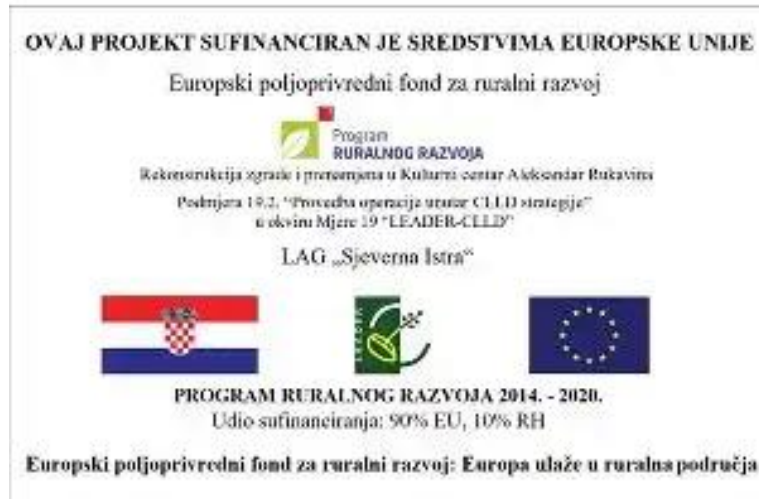 OVAJ PROJEKT SUFINANCIRAN JE SREDSTVIMA EUROPSKE UNIJE
Europski poljoprivredni fond za ruralni razvoj
Program
RURALNOG RAZVOJA
Rekonstrukcija zgrade i prenamjena u Kulturni centar Aleksandar Rukavina
Podmjera 19.2. "Provedba operacije unutar CLLD strategije"
u okviru Mjere 19 "LEADER-CLLD"
LAG „Sjeverna Istra“
LEADER
PROGRAM RURALNOG RAZVOJA 2014. - 2020.
Udio sufinanciranja: 90% EU, 10% RH
Europski poljoprivredni fond za ruralni razvoj: Europa ulaže u ruralna područja